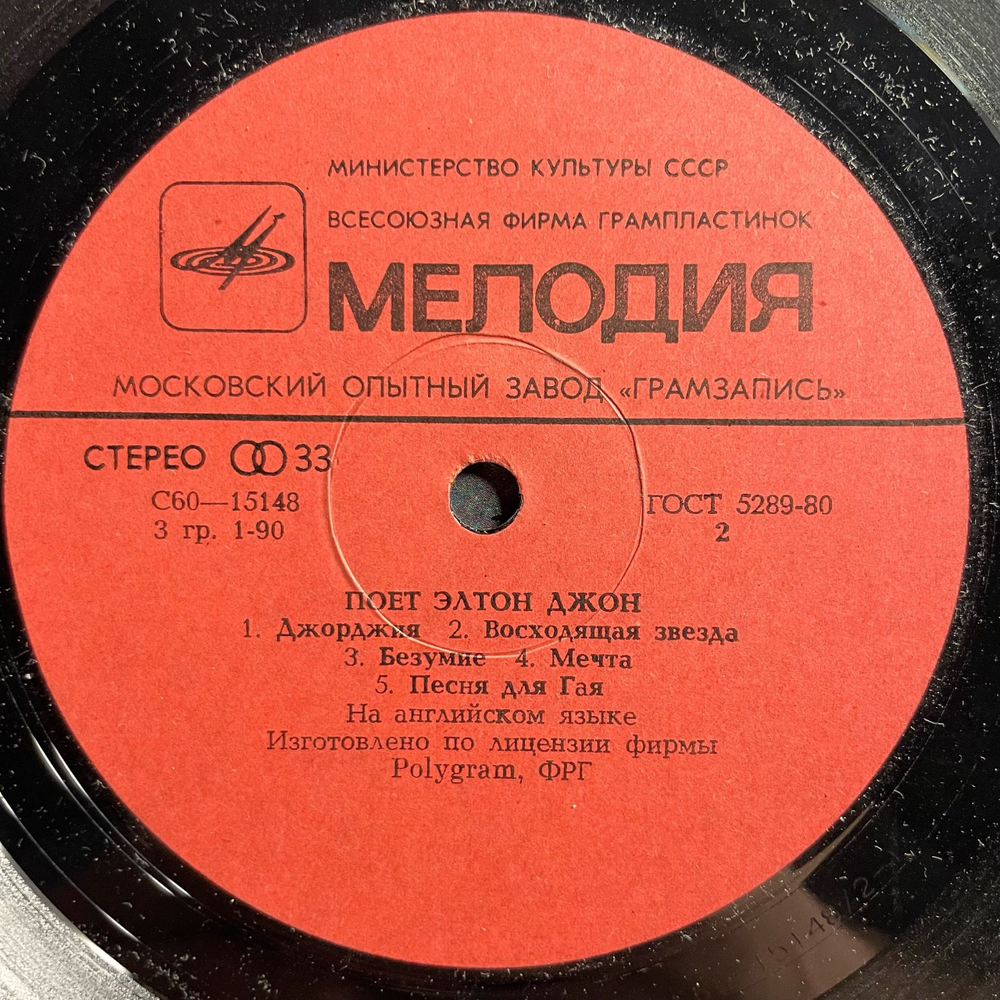 МИНИСТЕРСТВО КУЛЬТУРЫ СССР
ВСЕСОЮЗНАЯ ФИРМА ГРАМПЛАСТИНОК
МЕЛОДИЯ
МОСКОВСКИЙ ОПЫТНЫЙ ЗАВОД «ГРАМЗАПИСЬ»
СТЕРЕО 33
С60—15148
3 гр. 1-90
ГОСТ 5289-80
2
ПОЕТ ЭЛТОН ДЖОН
1. Джорджия 2. Восходящая звезда
3. Безумие 4. Мечта
5. Песня для Гая
На английском языке
Изготовлено по лицензии фирмы
Polygram, ФРГ